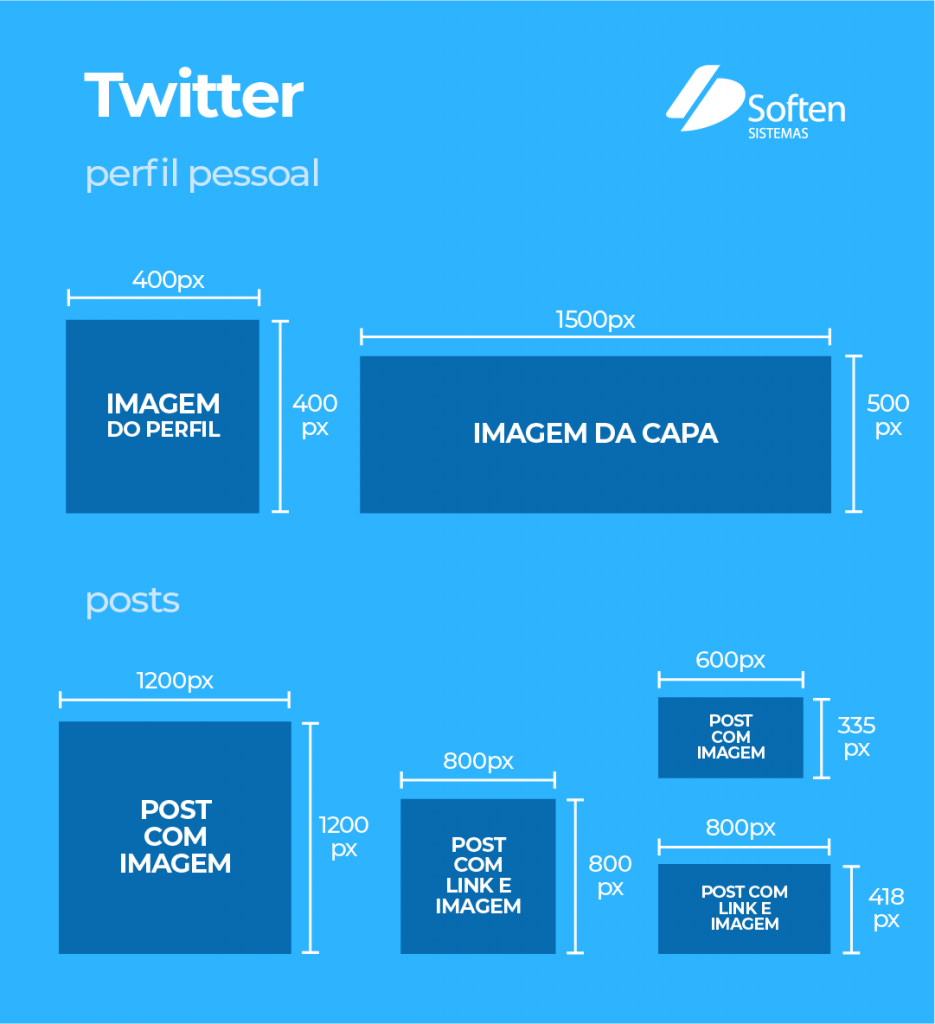 Twitter
Soften
SISTEMAS
perfil pessoal
400px
IMAGEM
DO PERFIL
400
px
1500px
IMAGEM DA CAPA
500
px
posts
1200px
POST
COM
IMAGEM
1200
px
800px
POST
COM
LINK E
IMAGEM
800
px
600px
POST
COM
IMAGEM
335
px
800px
POST COM
LINK E
IMAGEM
418
px